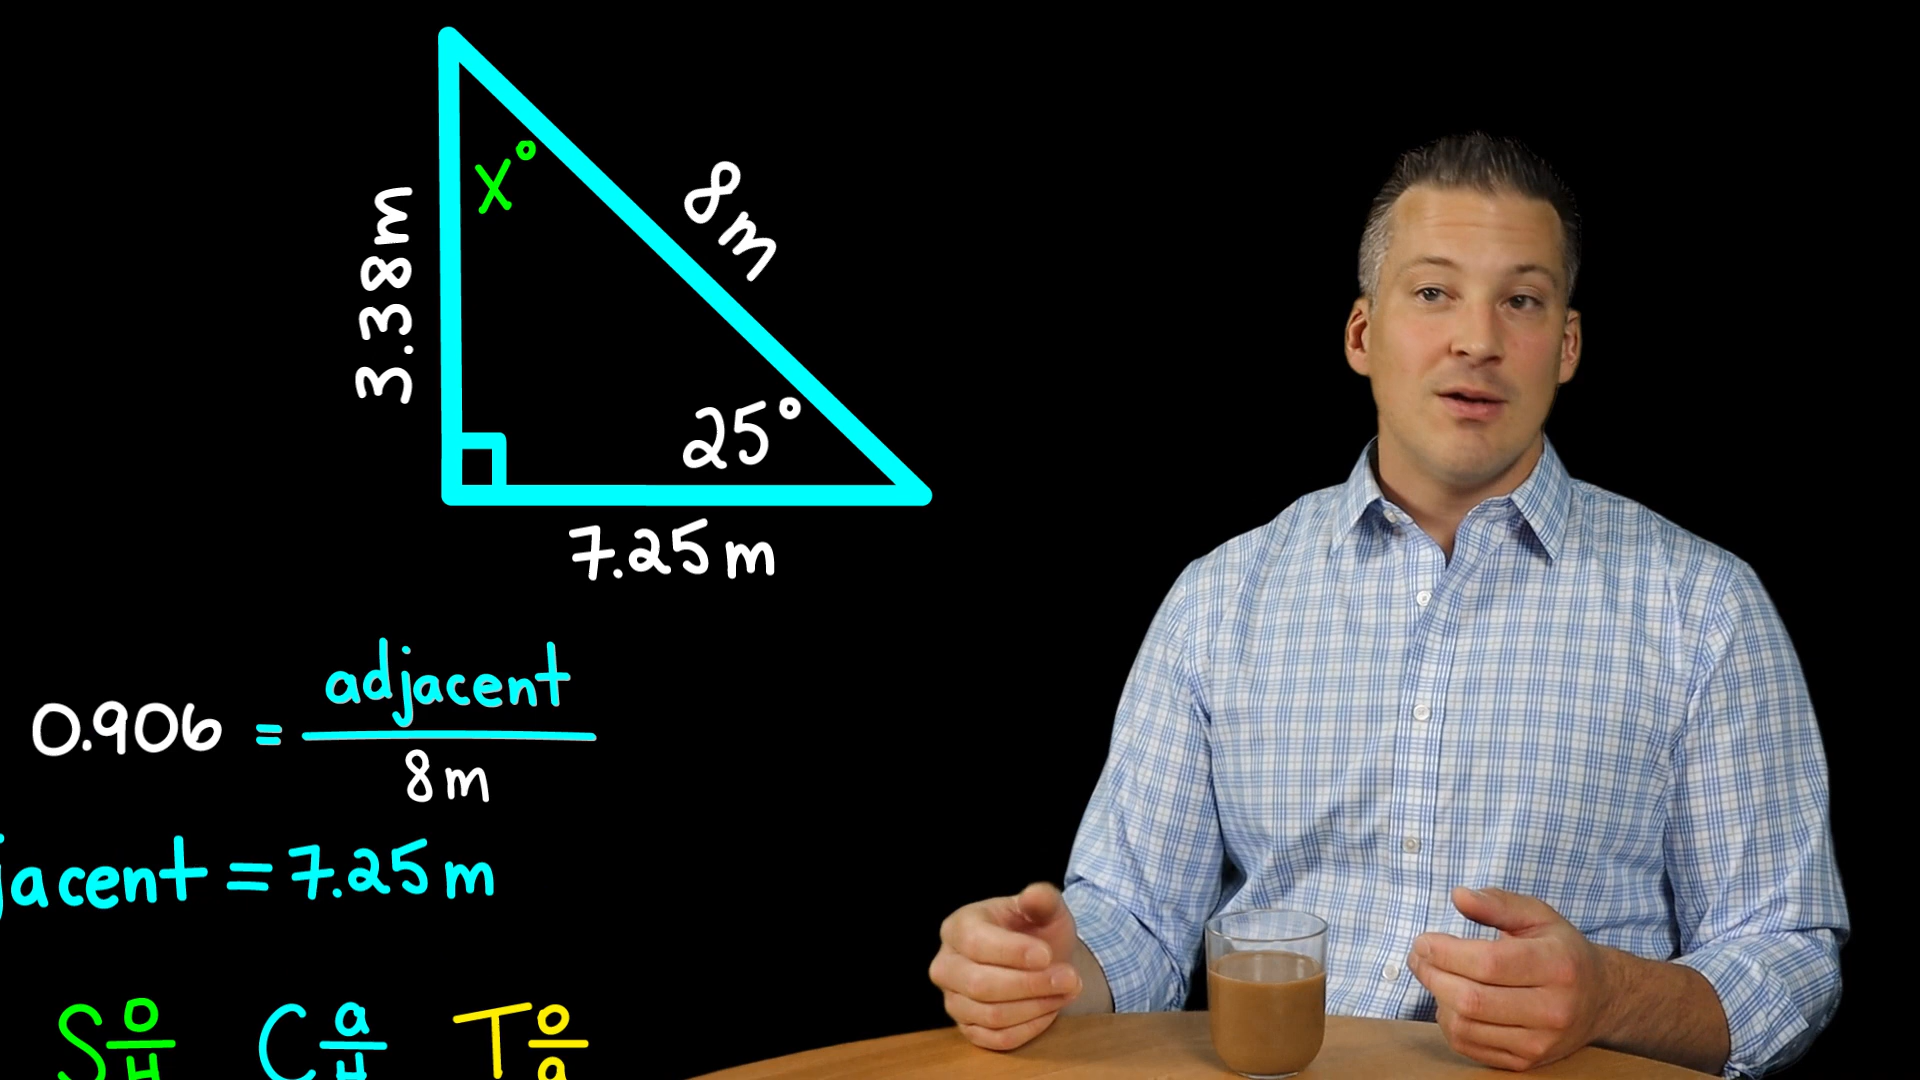 x°
8m
3.38m
25°
7.25m
0.906 = adjacent
8m
jacent = 7.25m
S O/H C a/H T O/a